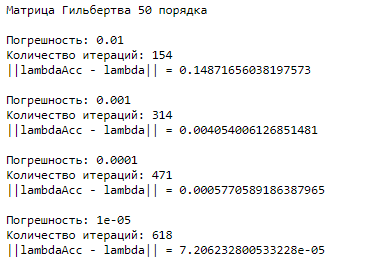 Матрица Гильбертва 50 порядка
Погрешность: 0.01
Количество итераций: 154
||lambdaAcc - lambda|| = 0.14871656038197573
Погрешность: 0.001
Количество итераций: 314
||lambdaAcc - lambda|| = 0.004054006126851481
Погрешность: 0.0001
Количество итераций: 471
||lambdaAcc - lambda|| = 0.0005770589186387965
Погрешность: 1e-05
Количество итераций: 618
||lambdaAcc - lambda|| = 7.206232800533228e-05